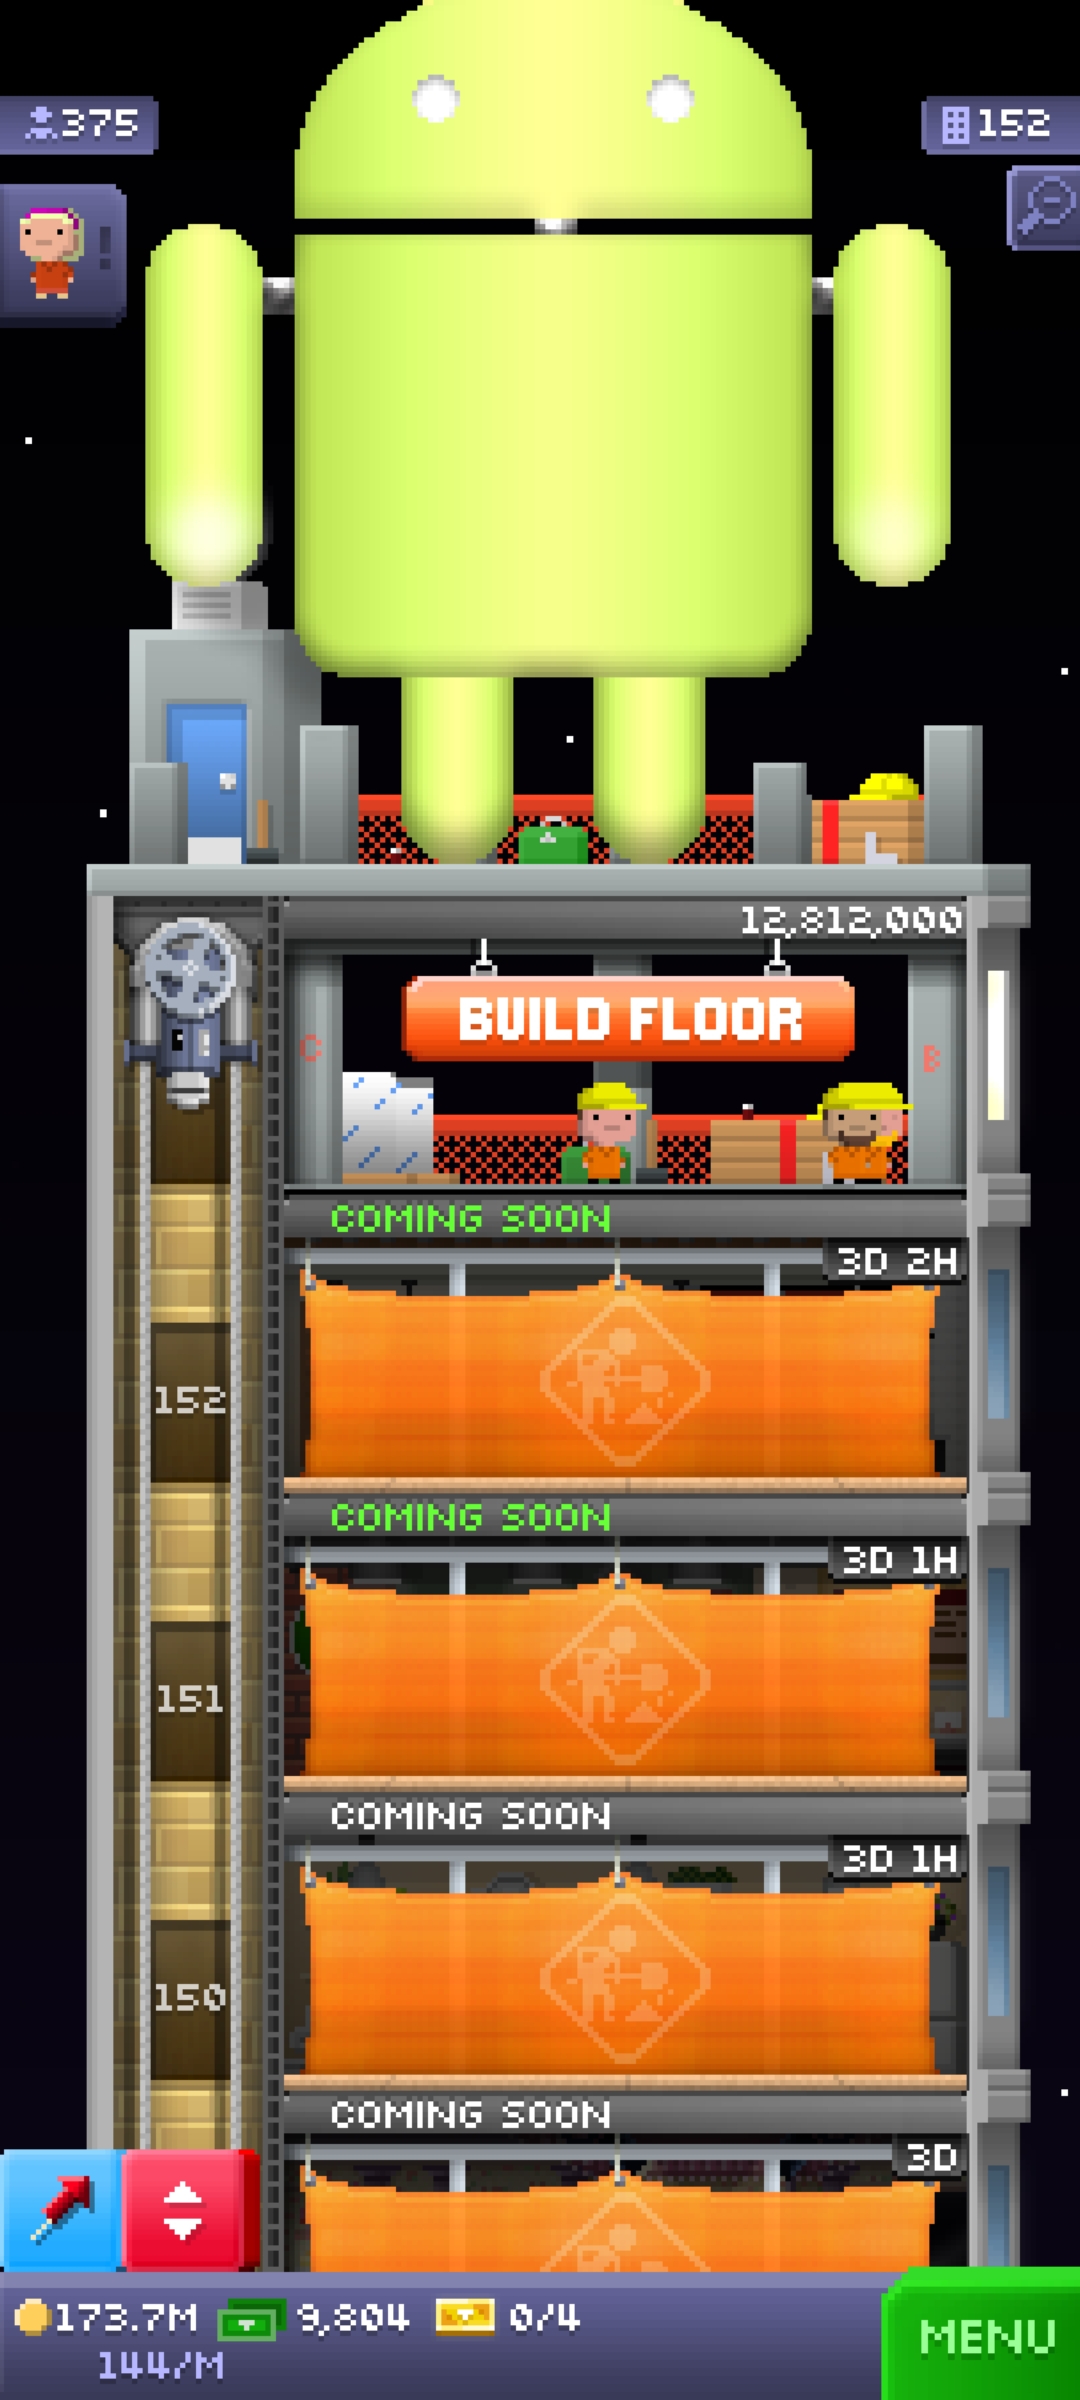 375
152
!
12,812,000
BUILD FLOOR
C
B
COMING SOON
3D 2H
152
COMING SOON
3D 1H
151
COMING SOON
3D 1H
150
COMING SOON
3D
173.7M
9,804
0/4
144/M
MENU